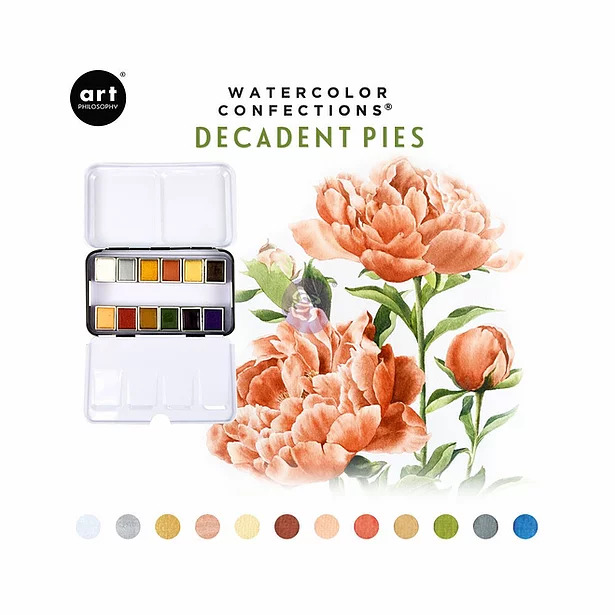 art
PHILOSOPHY
®
WATERCOLOR
CONFECTIONS®
DECADENT PIES